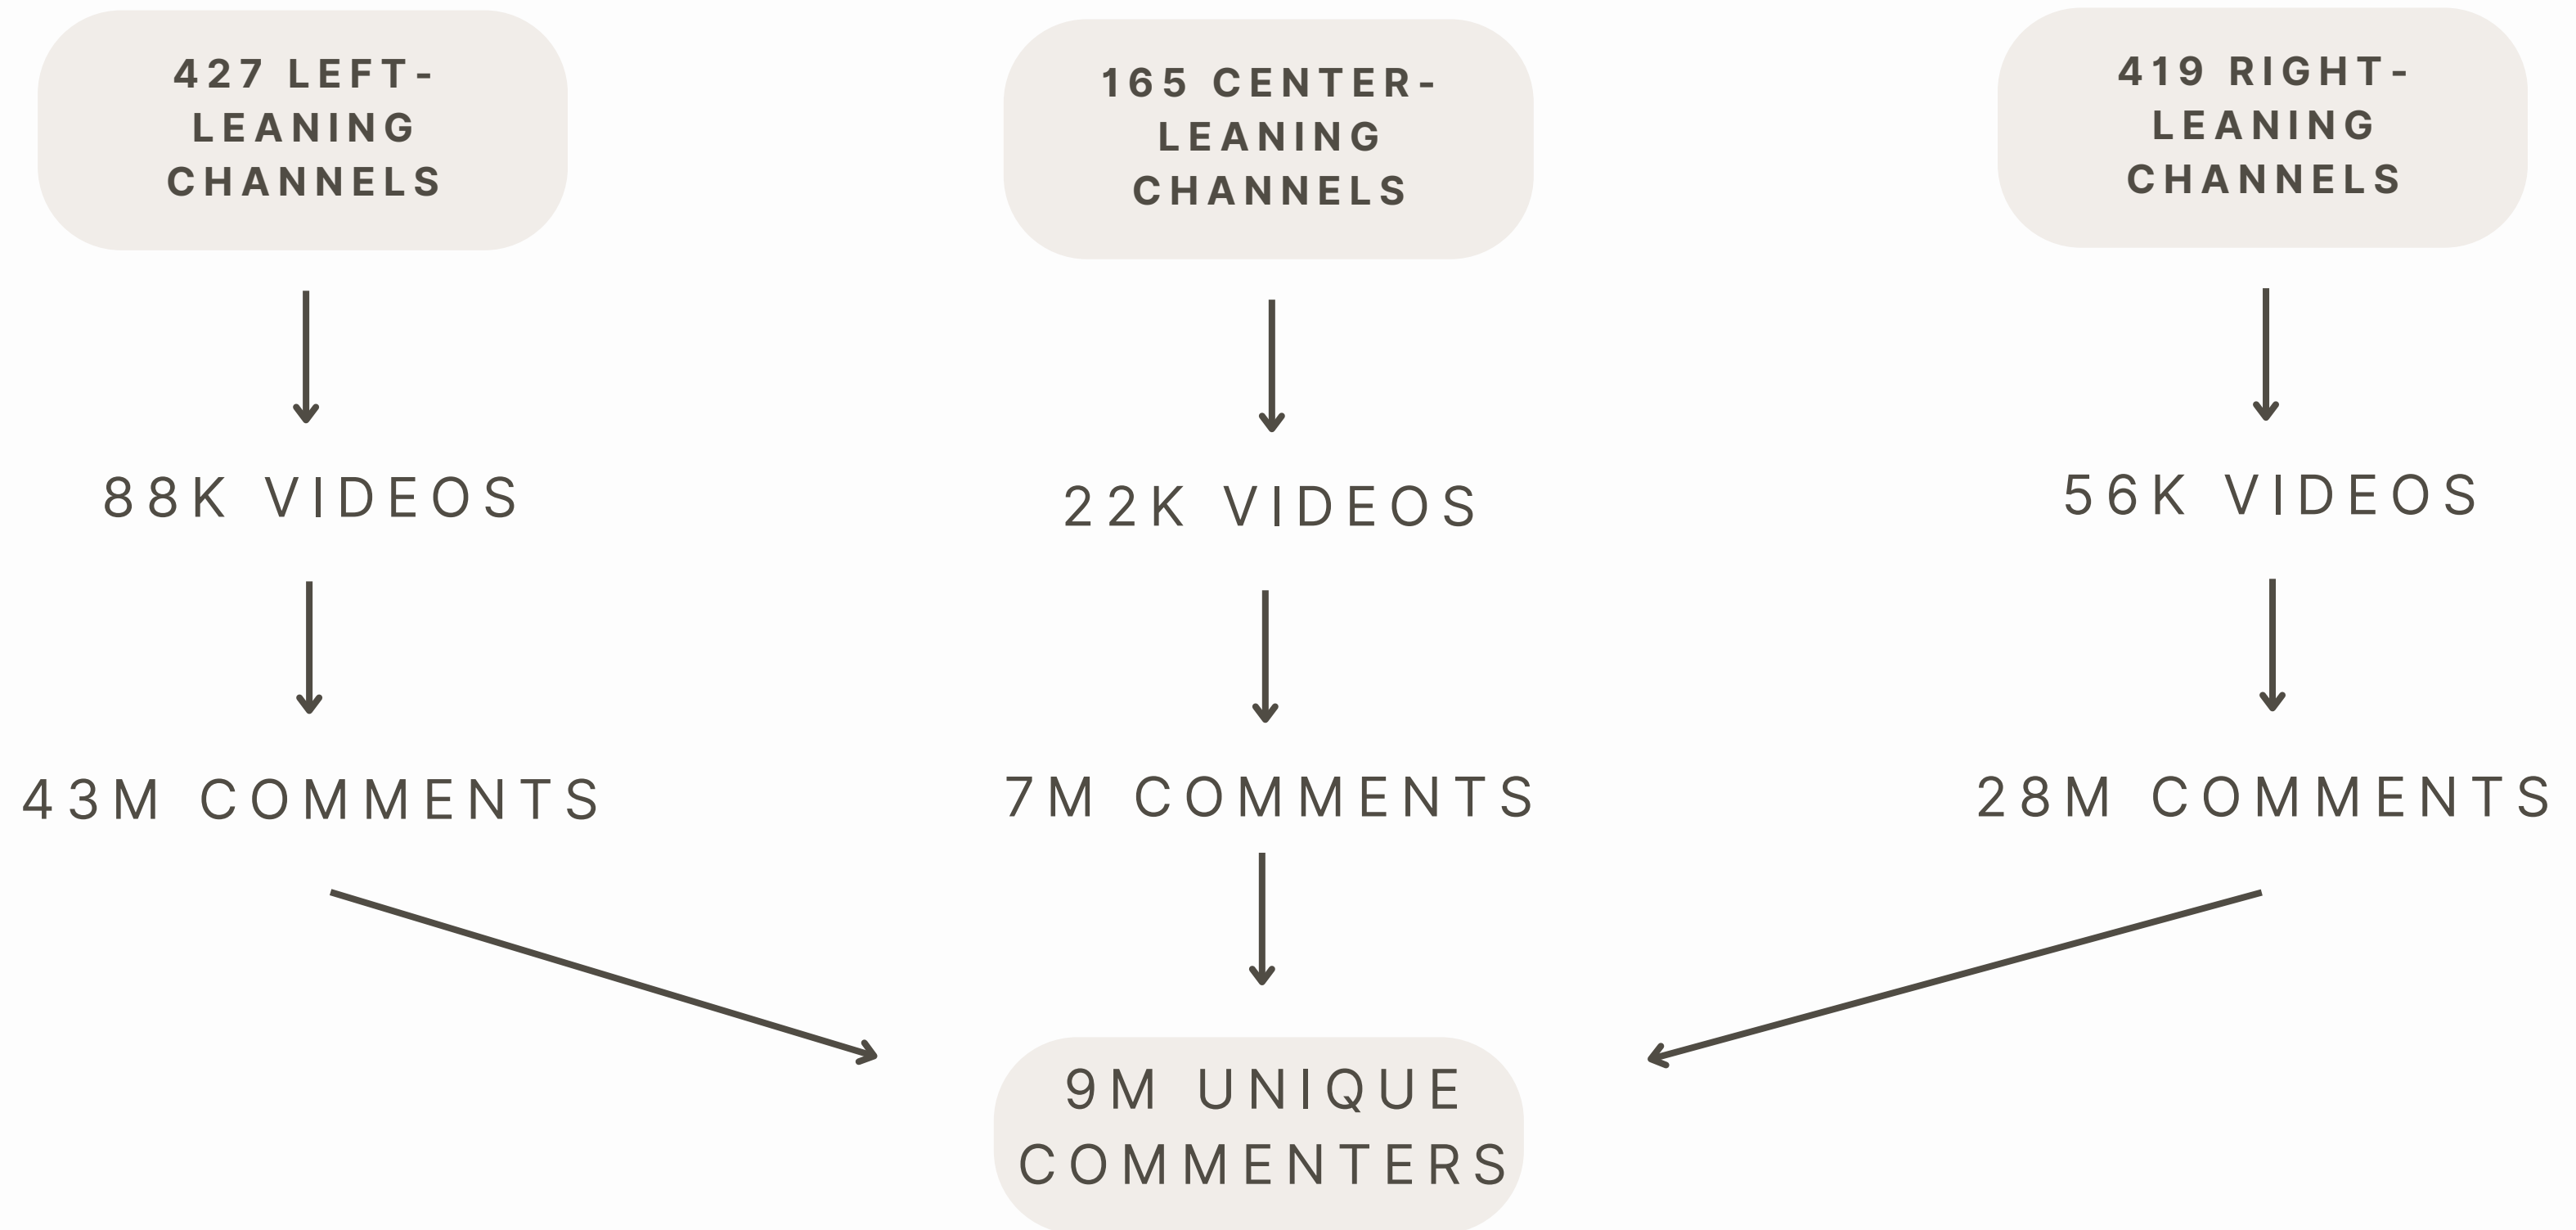 427 LEFT-
LEANING
CHANNELS
165 CENTER-
LEANING
CHANNELS
419 RIGHT-
LEANING
CHANNELS
88K VIDEOS
22K VIDEOS
56K VIDEOS
43M COMMENTS
7M COMMENTS
28M COMMENTS
9M UNIQUE
COMMENTERS